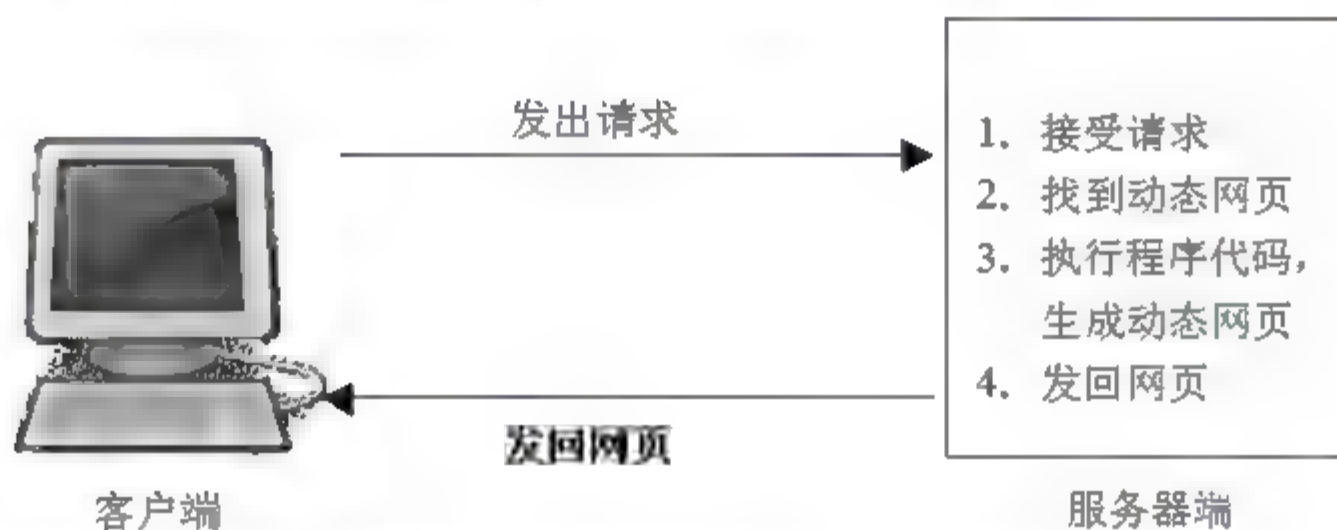 发出请求
1. 接受请求
2. 找到动态网页
3. 执行程序代码，
生成动态网页
4. 发回网页
发回网页
客户端
服务器端